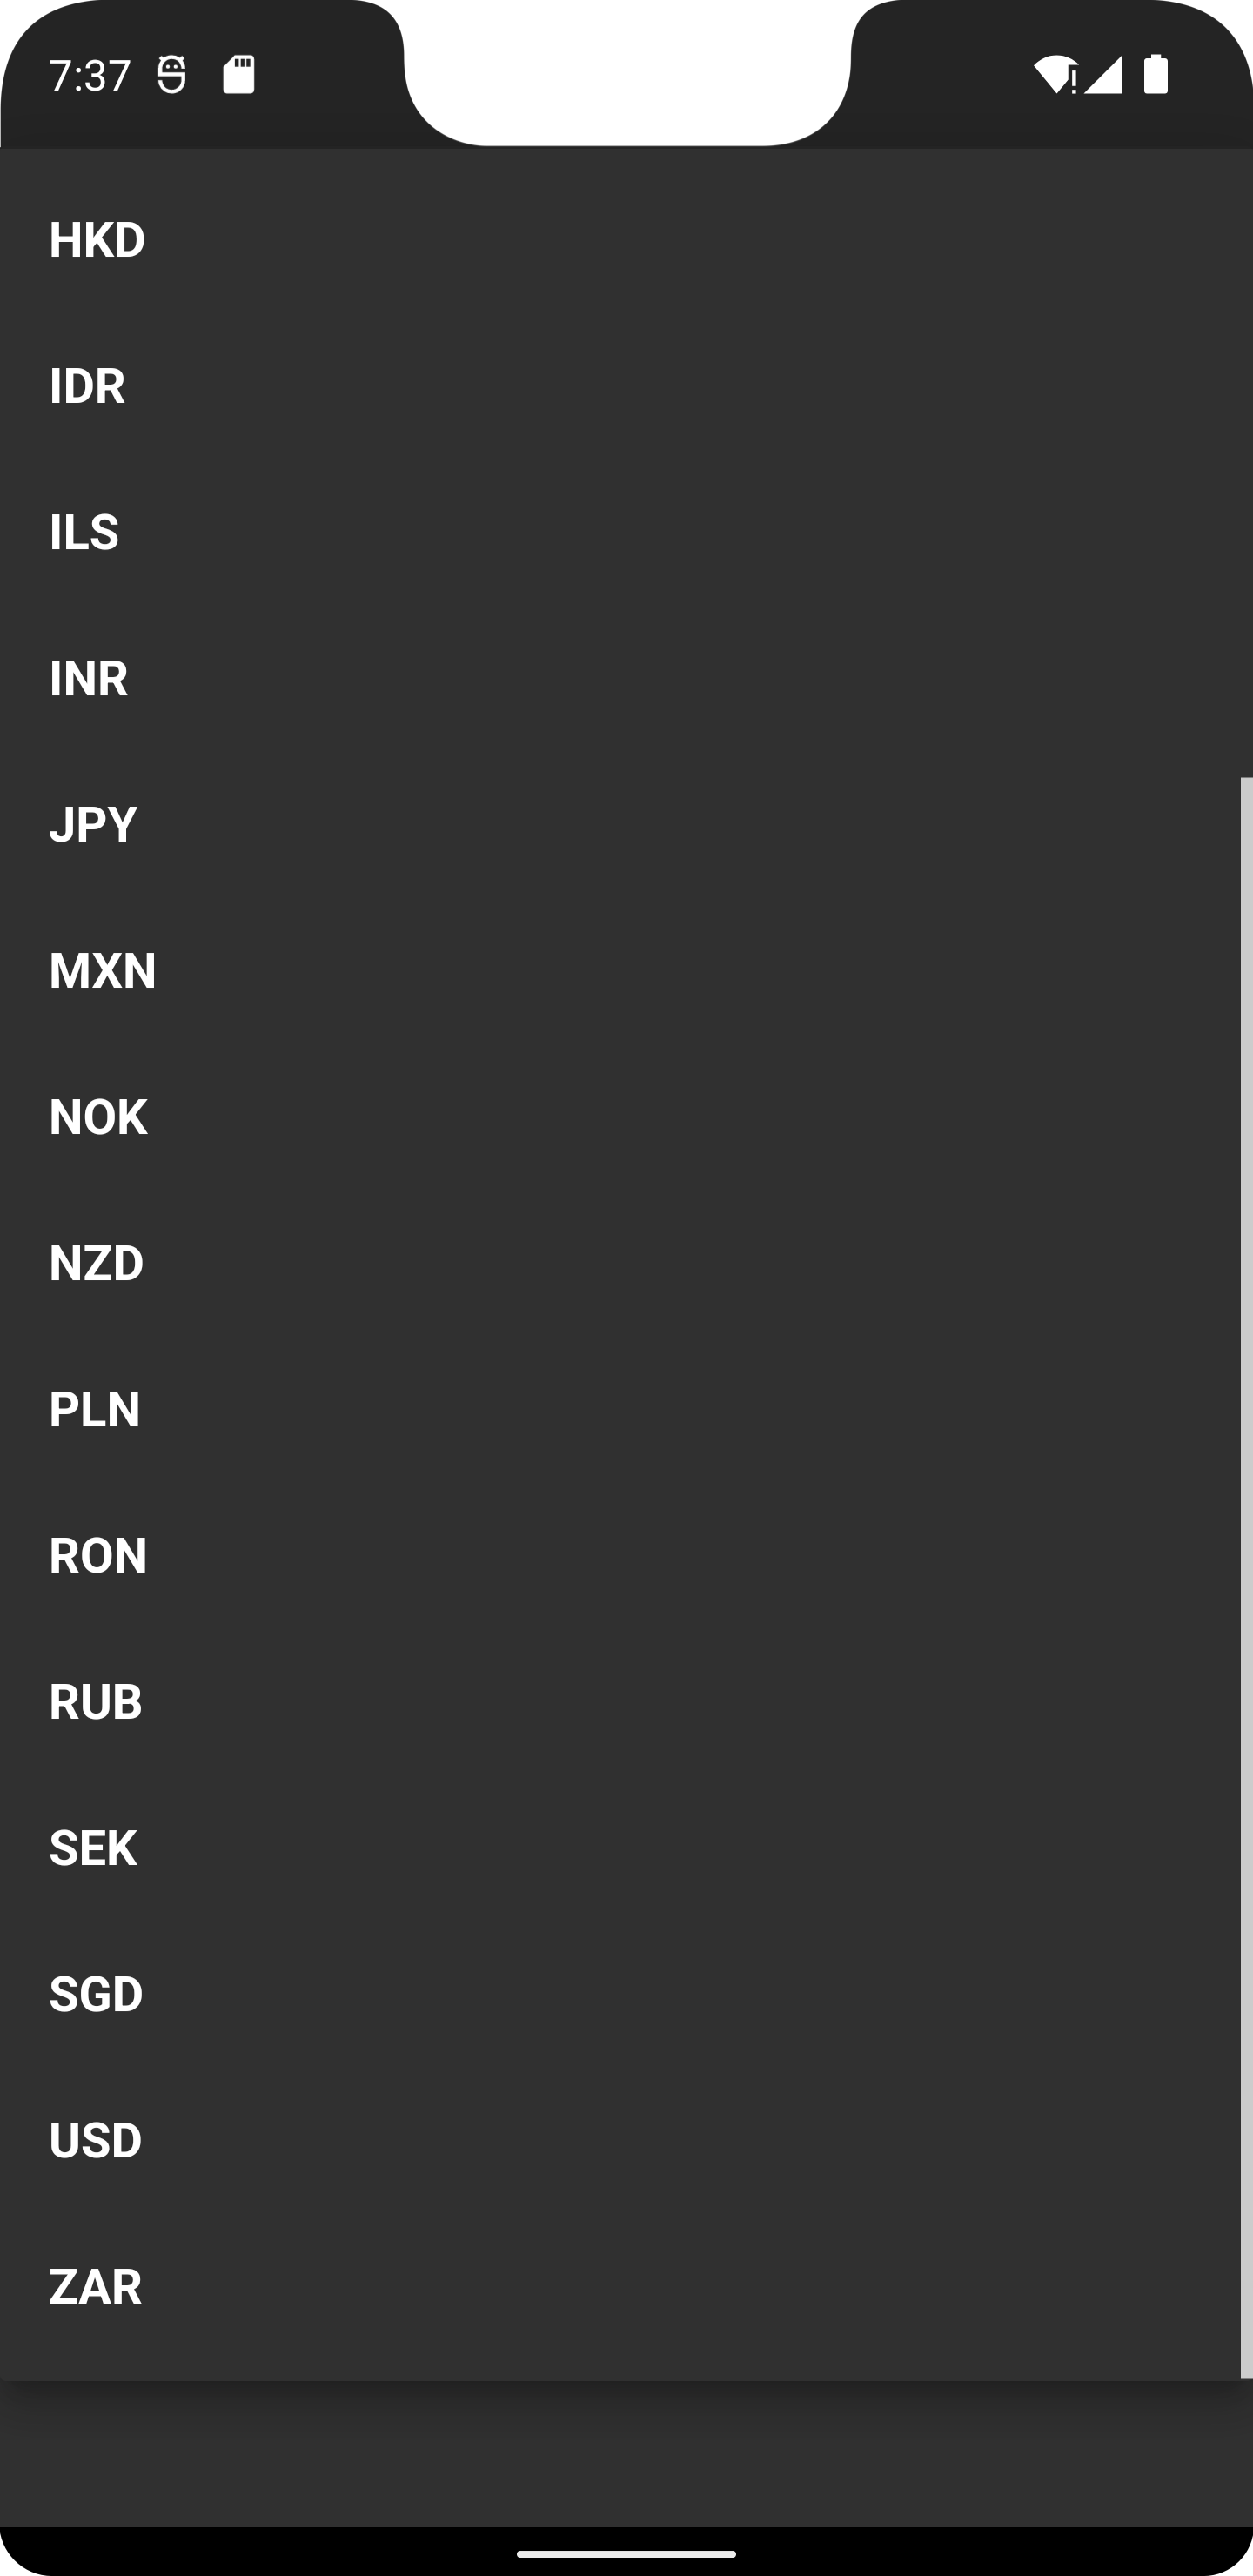 7:37
HKD
IDR
ILS
INR
JPY
MXN
NOK
NZD
PLN
RON
RUB
SEK
SGD
USD
ZAR